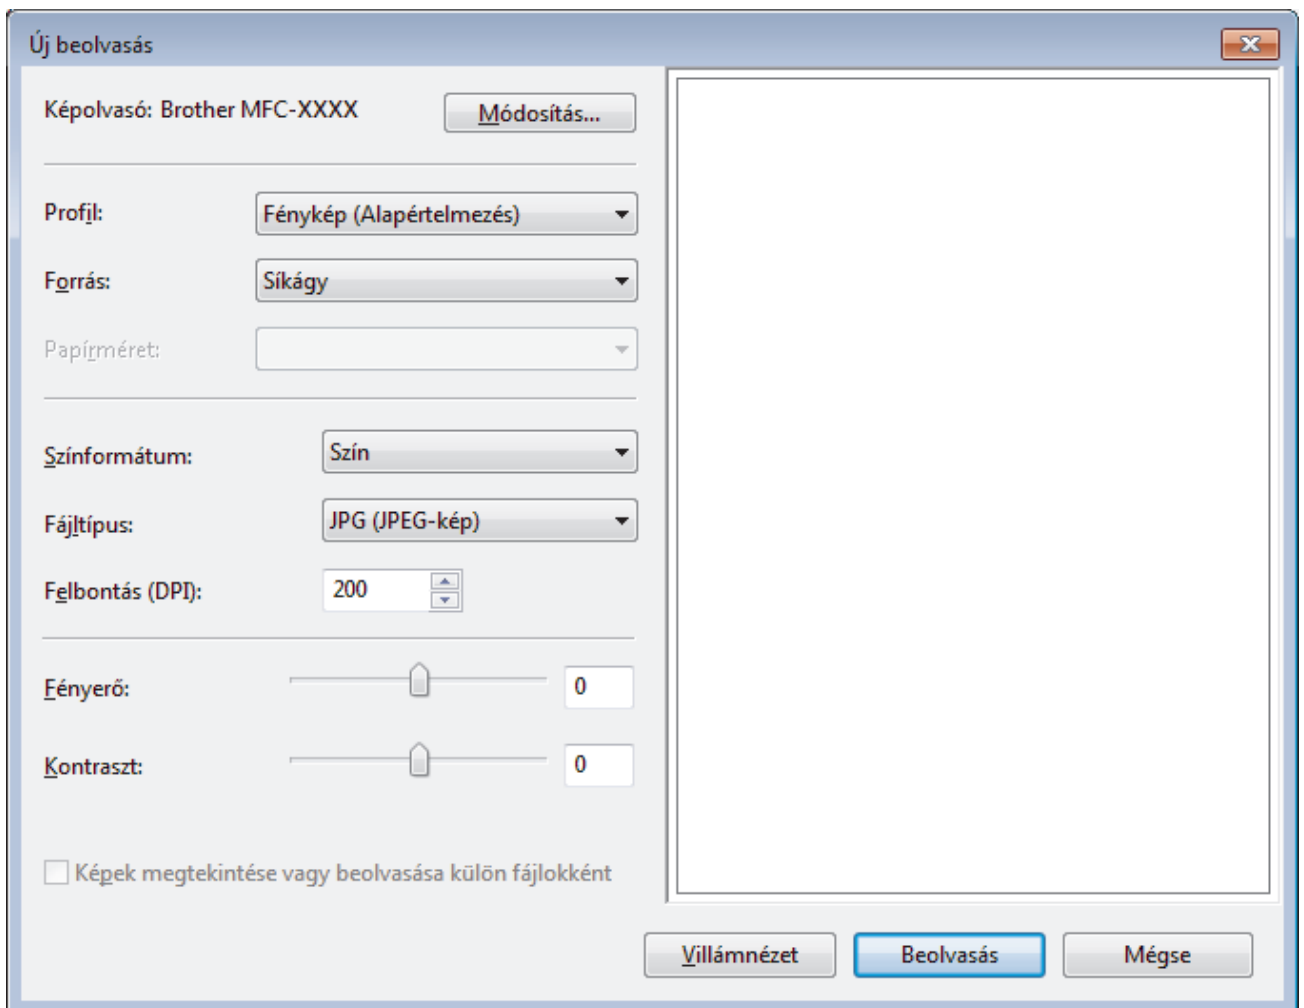 Új beolvasás
Képolvasó: Brother MFC-XXXX
Módosítás...
Profil:
Fénykép (Alapértelmezés)
Forrás:
Síkágy
Papírméret:
Színformátum:
Szín
Fájltípus:
JPG (JPEG-kép)
Felbontás (DPI):
200
Fényerő:
0
Kontraszt:
0
Képek megtekintése vagy beolvasása külön fájlokként
Villámnézet
Beolvasás
Mégse